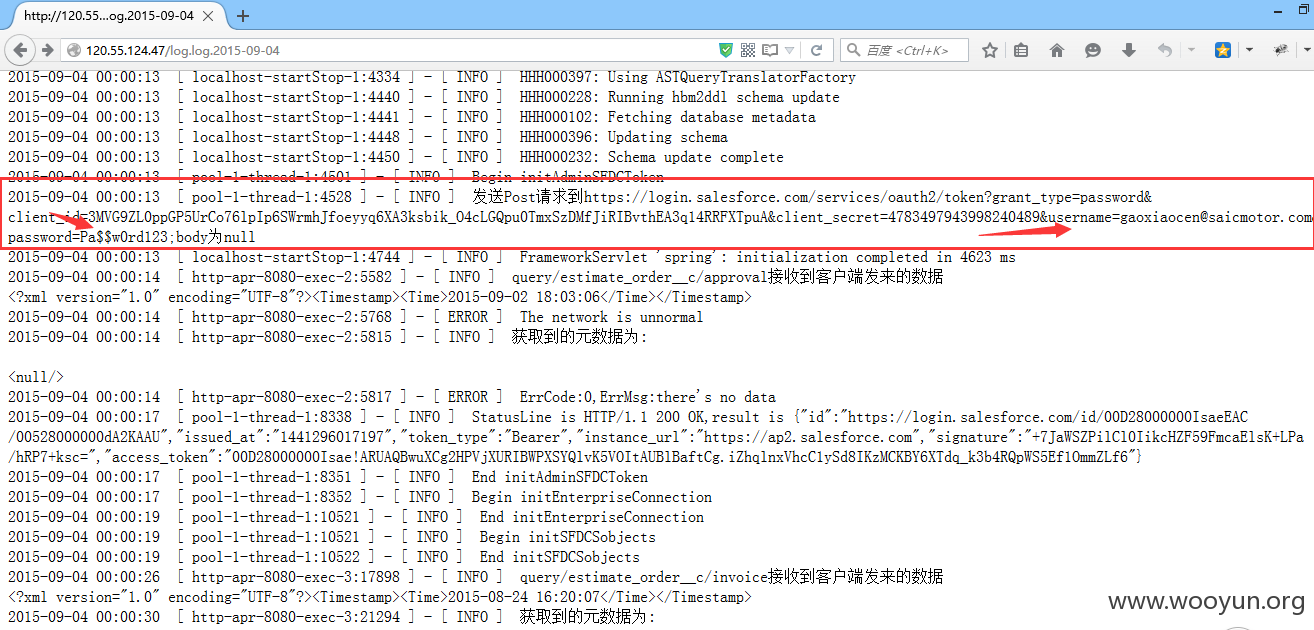 http://120.55...og.2015-09-04
120.55.124.47/log.log.2015-09-04
百度 <Ctrl+K>
2015-09-04 00:00:13 [ localhost-startStop-1:4334 ] - [ INFO ] HHH000397: Using ASTQueryTranslatorFactory
2015-09-04 00:00:13 [ localhost-startStop-1:4440 ] - [ INFO ] HHH000228: Running hbm2ddl schema update
2015-09-04 00:00:13 [ localhost-startStop-1:4441 ] - [ INFO ] HHH000102: Fetching database metadata
2015-09-04 00:00:13 [ localhost-startStop-1:4448 ] - [ INFO ] HHH000396: Updating schema
2015-09-04 00:00:13 [ localhost-startStop-1:4450 ] - [ INFO ] HHH000232: Schema update complete
2015-09-04 00:00:13 [ pool-1-thread-1:4501 ] - [ INFO ] Begin initAdminSFDCToken
2015-09-04 00:00:13 [ pool-1-thread-1:4528 ] - [ INFO ] 发送Post请求到https://login.salesforce.com/services/oauth2/token?grant_type=password&
client_id=3MVG9ZL0ppGP5UrCo76lpIp6SWrmhJfoeyyq6XA3ksbik_O4cLGQpu0TmxSzDMfJiRIBvthEA3q14RRFXTpuA&client_secret=4783497943998240489&username=gaoxiaocen@saicmotor.com
password=Pa$$w0rd123;body为null
2015-09-04 00:00:13 [ localhost-startStop-1:4744 ] - [ INFO ] FrameworkServlet 'spring': initialization completed in 4623 ms
2015-09-04 00:00:14 [ http-apr-8080-exec-2:5582 ] - [ INFO ] query/estimate_order__c/approval接收到客户端发来的数据
<?xml version="1.0" encoding="UTF-8"?><Timestamp><Time>2015-09-02 18:03:06</Time></Timestamp>
2015-09-04 00:00:14 [ http-apr-8080-exec-2:5768 ] - [ ERROR ] The network is unnormal
2015-09-04 00:00:14 [ http-apr-8080-exec-2:5815 ] - [ INFO ] 获取到的元数据为:
<null/>
2015-09-04 00:00:14 [ http-apr-8080-exec-2:5817 ] - [ ERROR ] ErrCode:0,ErrMsg:there's no data
2015-09-04 00:00:17 [ pool-1-thread-1:8338 ] - [ INFO ] StatusLine is HTTP/1.1 200 OK,result is {"id":"https://login.salesforce.com/id/00D28000000IsaeEAC
/00528000000dA2KAAU","issued_at":"1441296017197","token_type":"Bearer","instance_url":"https://ap2.salesforce.com","signature":"+7JaWSZPilClOIikcHZF59FmcaElsK+LPa
/hRP7+ksc=","access_token":"00D28000000Isae!ARUAQBwuXCg2HPVjXURIBWPXSYQlvK5VOItAUBlBaftCg.iZhqlnxVhcClySd8IKzMCKBY6XTdq_k3b4RQpWS5Ef1OmmZLf6"}
2015-09-04 00:00:17 [ pool-1-thread-1:8351 ] - [ INFO ] End initAdminSFDCToken
2015-09-04 00:00:17 [ pool-1-thread-1:8352 ] - [ INFO ] Begin initEnterpriseConnection
2015-09-04 00:00:19 [ pool-1-thread-1:10521 ] - [ INFO ] End initEnterpriseConnection
2015-09-04 00:00:19 [ pool-1-thread-1:10521 ] - [ INFO ] Begin initSFDCSobjects
2015-09-04 00:00:19 [ pool-1-thread-1:10522 ] - [ INFO ] End initSFDCSobjects
2015-09-04 00:00:26 [ http-apr-8080-exec-3:17898 ] - [ INFO ] query/estimate_order__c/invoice接收到客户端发来的数据
<?xml version="1.0" encoding="UTF-8"?><Timestamp><Time>2015-08-24 16:20:07</Time></Timestamp>
2015-09-04 00:00:30 [ http-apr-8080-exec-3:21294 ] - [ INFO ] 获取到的元数据为:
www.wooyun.org